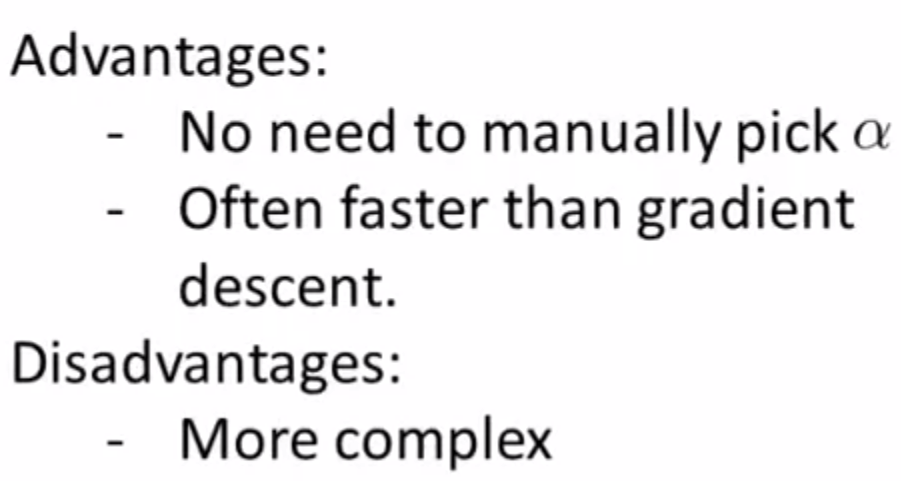 Advantages:
- No need to manually pick α
- Often faster than gradient
descent.
Disadvantages:
- More complex